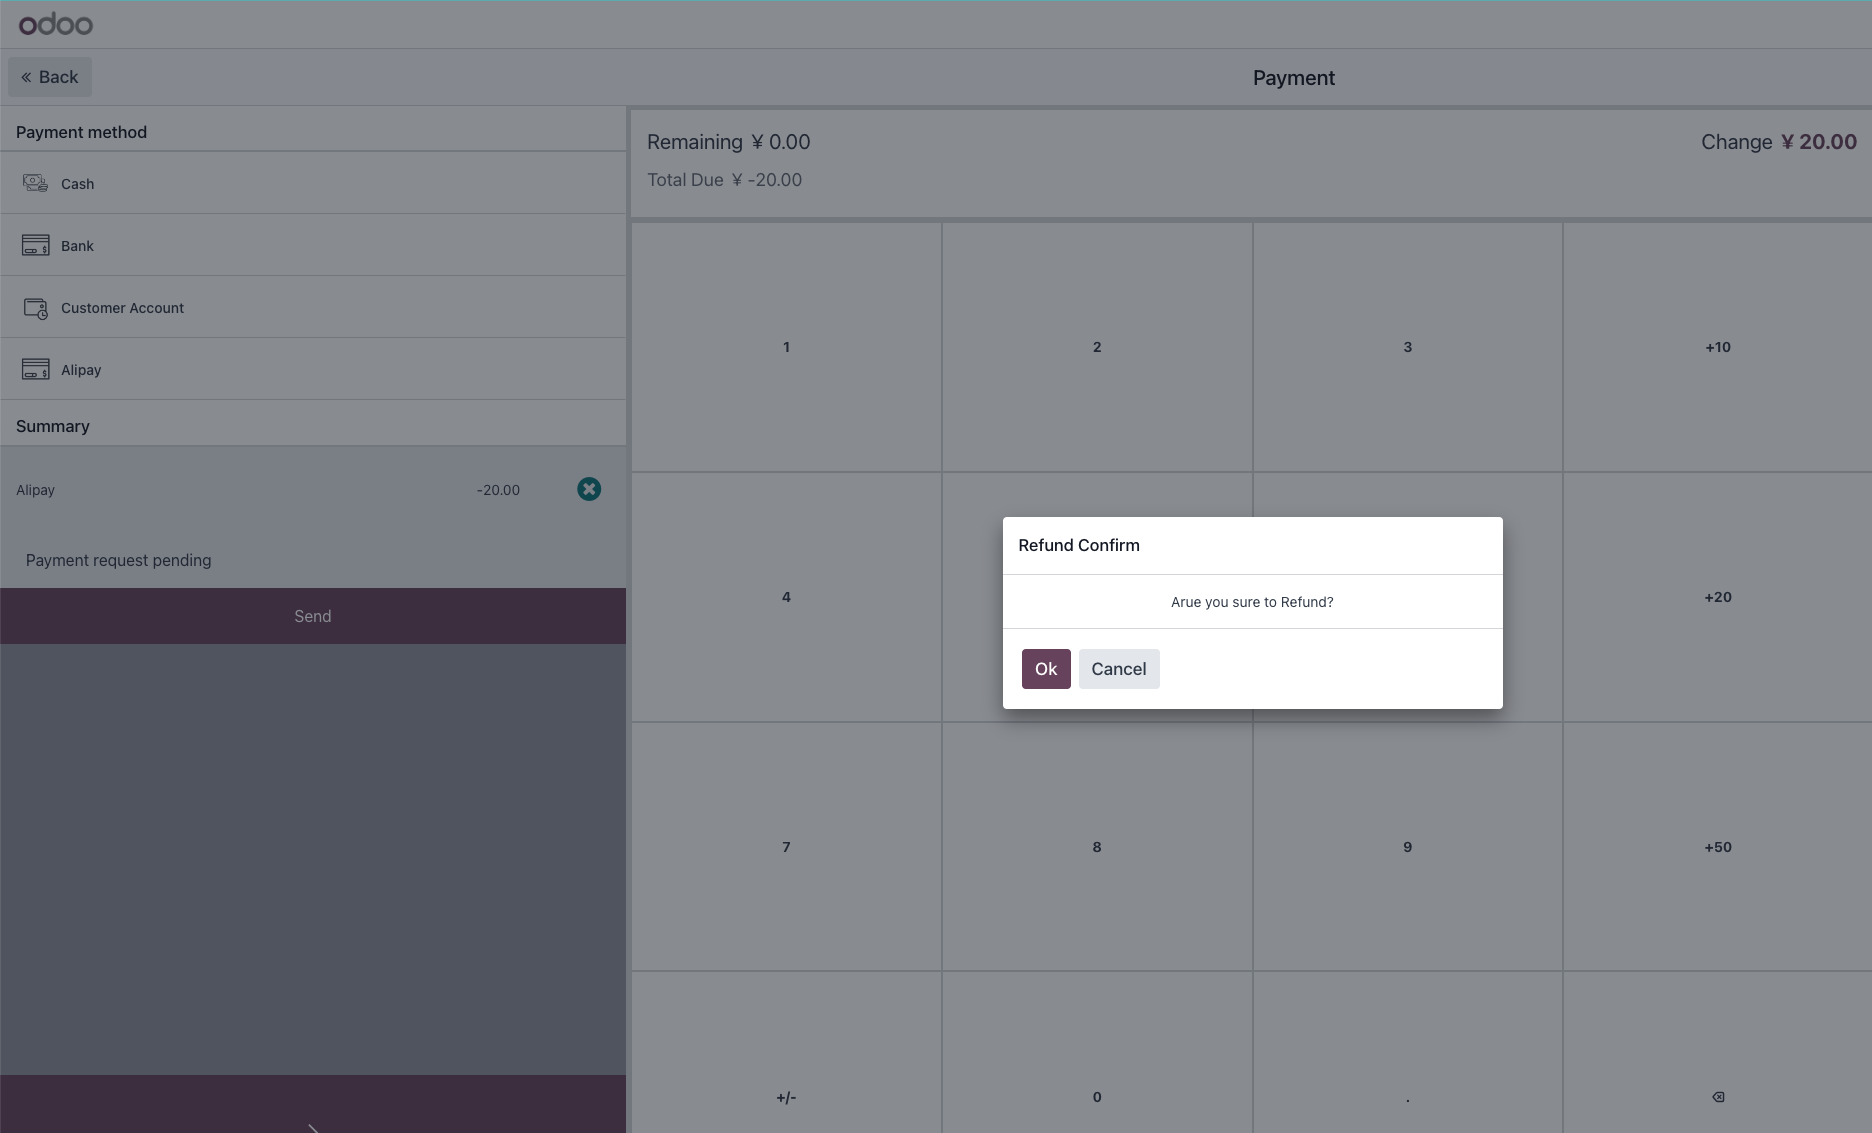 odoo
« Back
Payment
Payment method
Cash
Bank
Customer Account
Alipay
Summary
Alipay -20.00
Payment request pending
Send
Remaining ¥ 0.00
Change ¥ 20.00
Total Due ¥ -20.00
1 2 3 +10
4 +20
7 8 9 +50
+/- 0 .
Refund Confirm
Arue you sure to Refund?
Ok Cancel